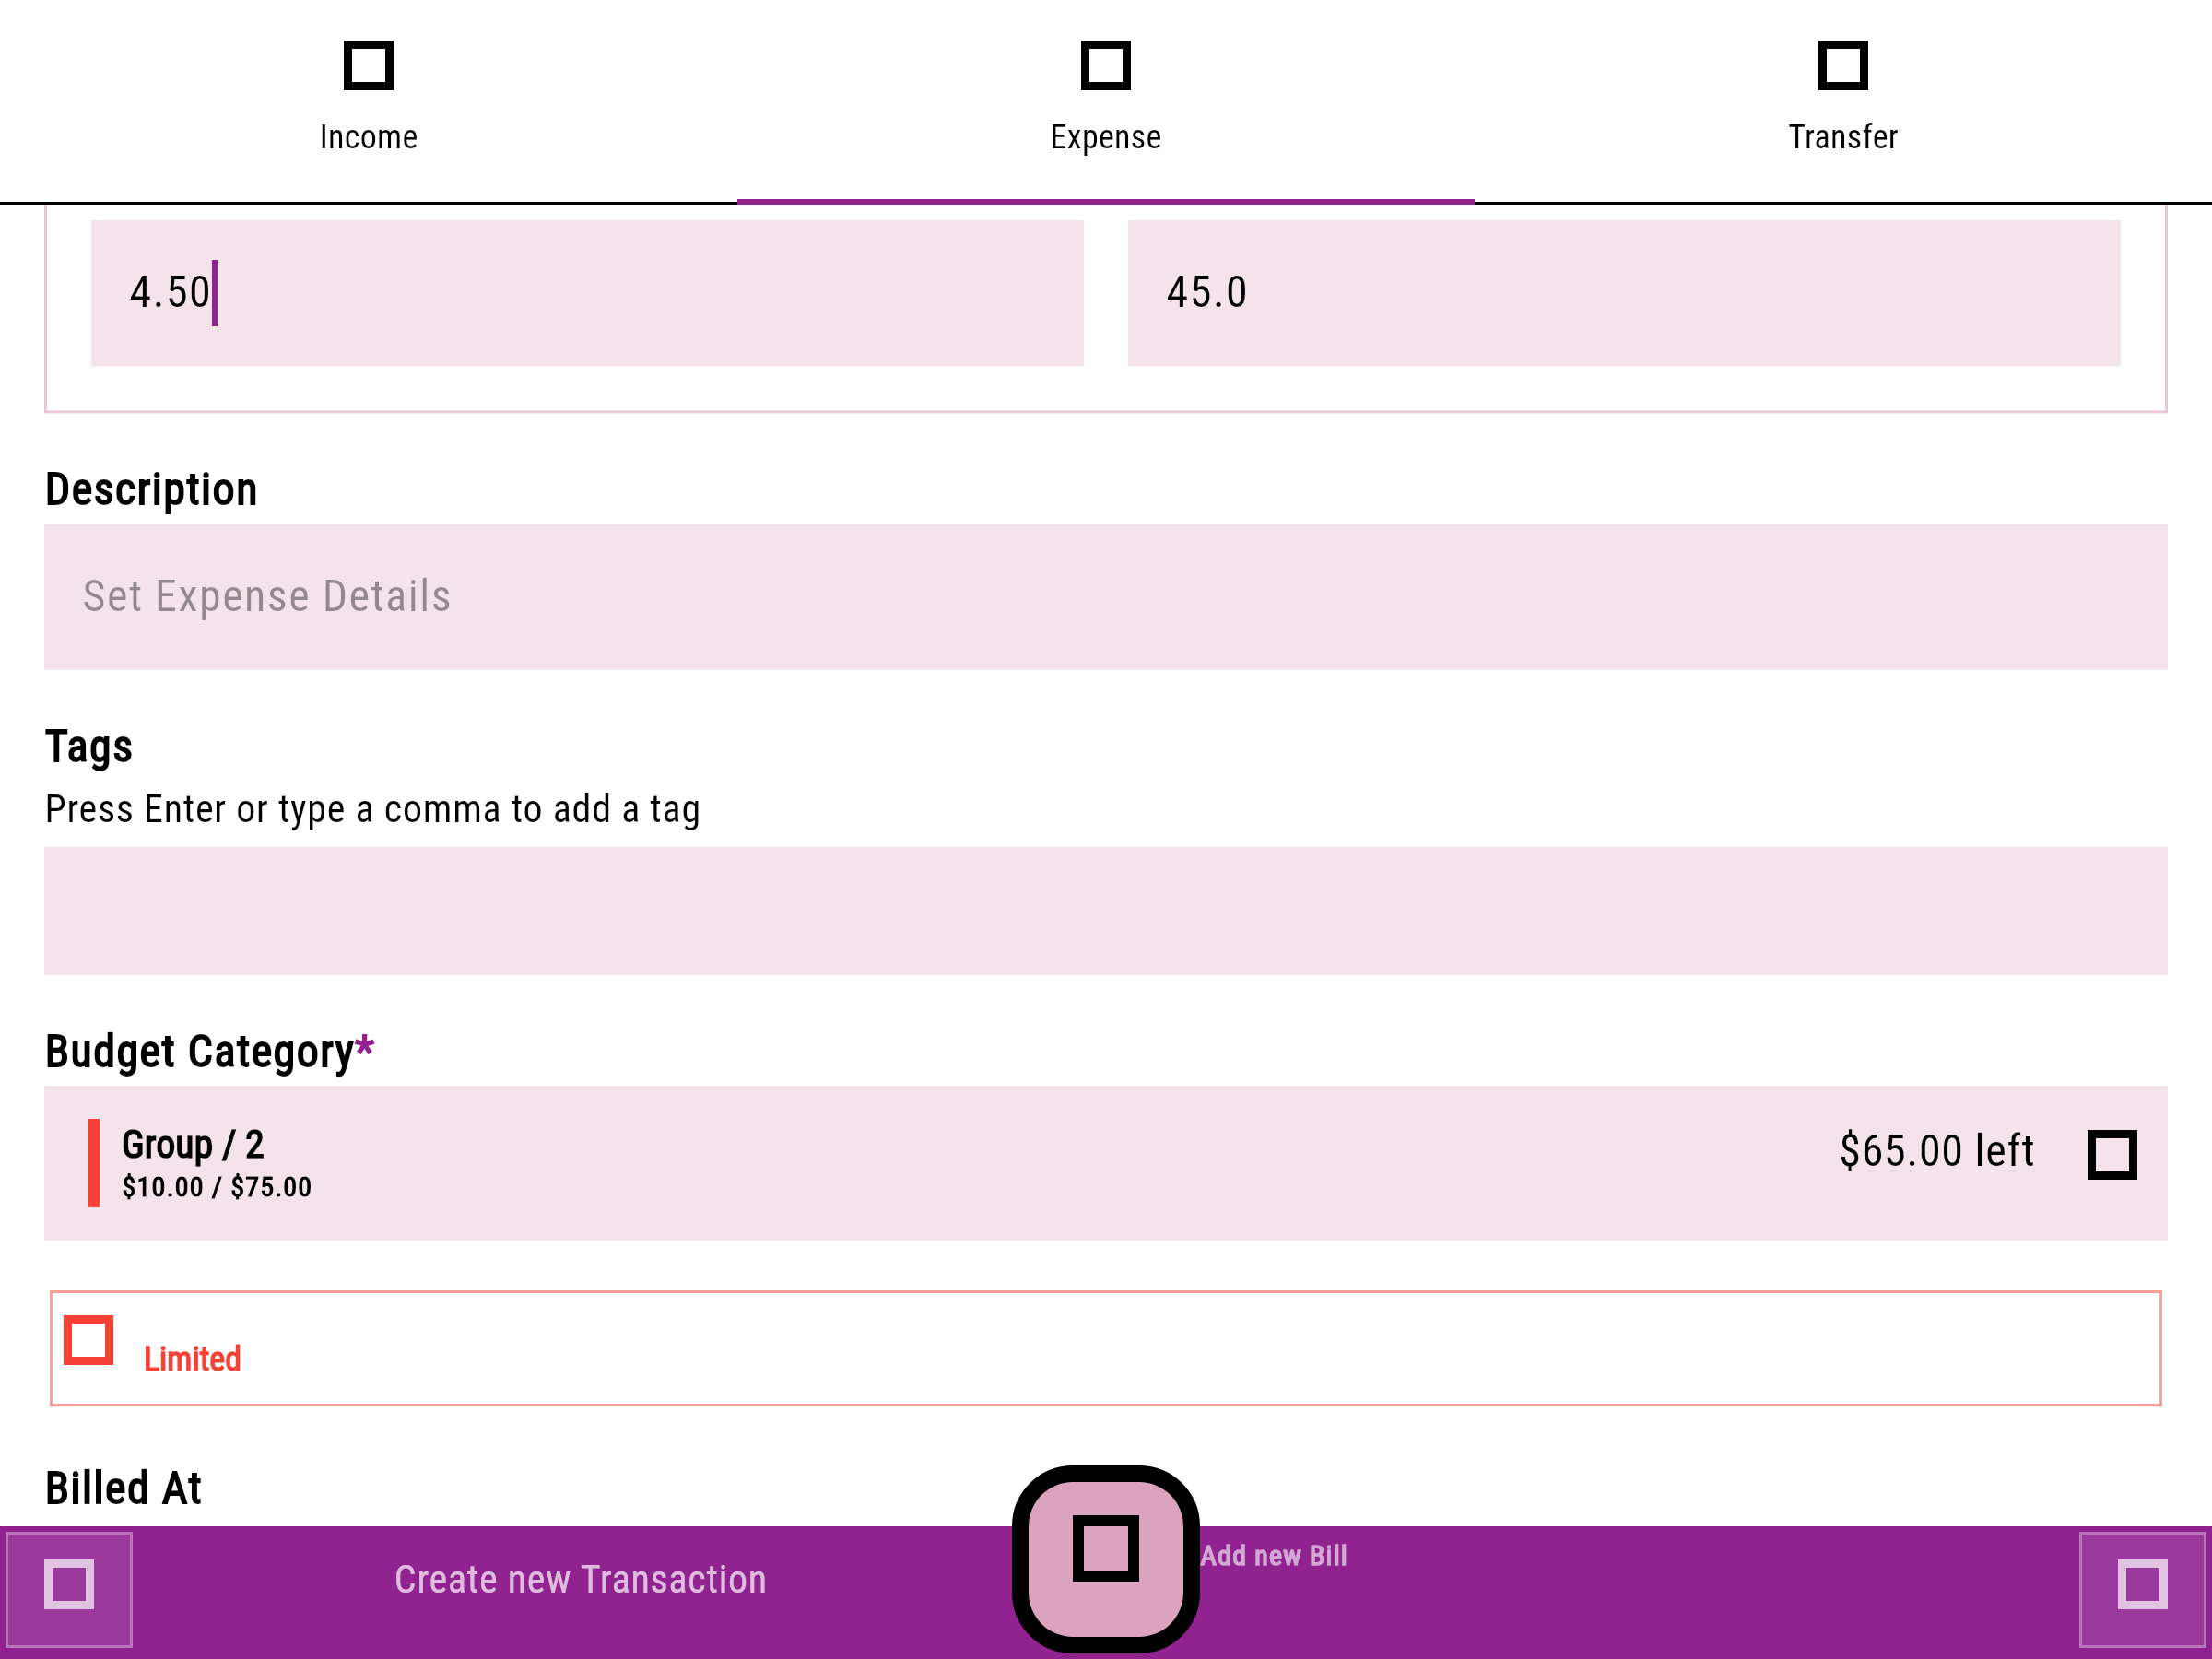 Income
Expense
Transfer
4.50
45.0
Description
Set Expense Details
Tags
Press Enter or type a comma to add a tag
Budget Category*
Group / 2
$10.00 / $75.00
$65.00 left
Limited
Billed At
Create new Transaction
Add new Bill